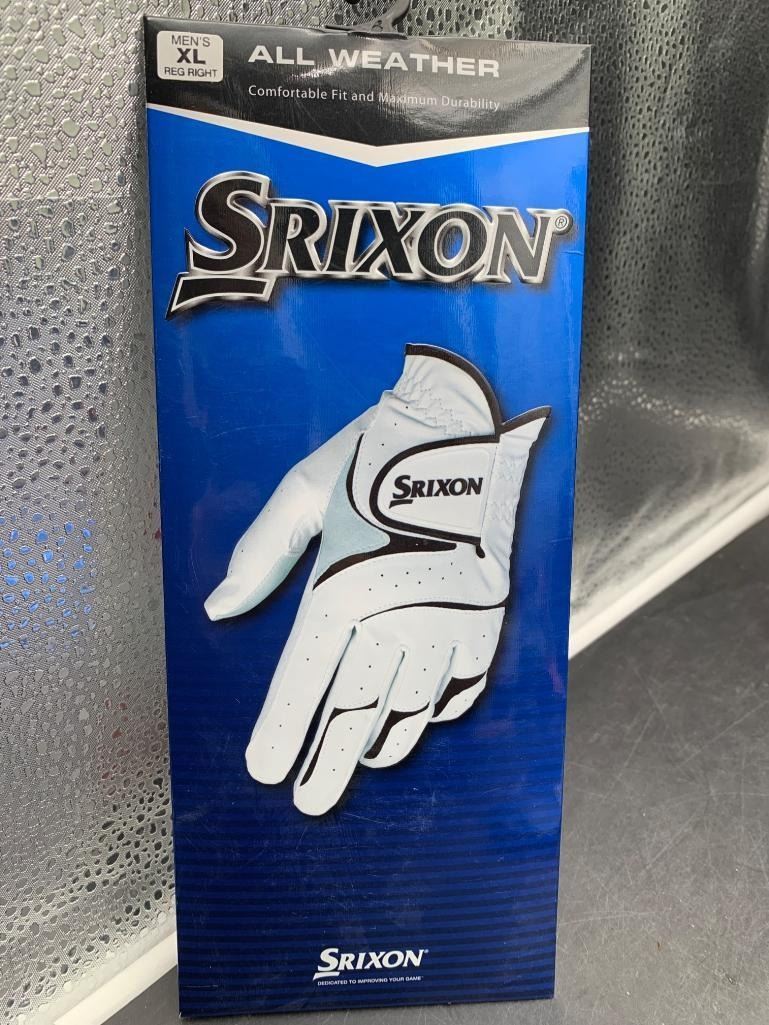 MEN'S
XL
REG RIGHT
ALL WEATHER
Comfortable Fit and Maximum Durability
SRIXON®
SRIXON
SRIXON®
DEDICATED TO IMPROVING YOUR GAME™